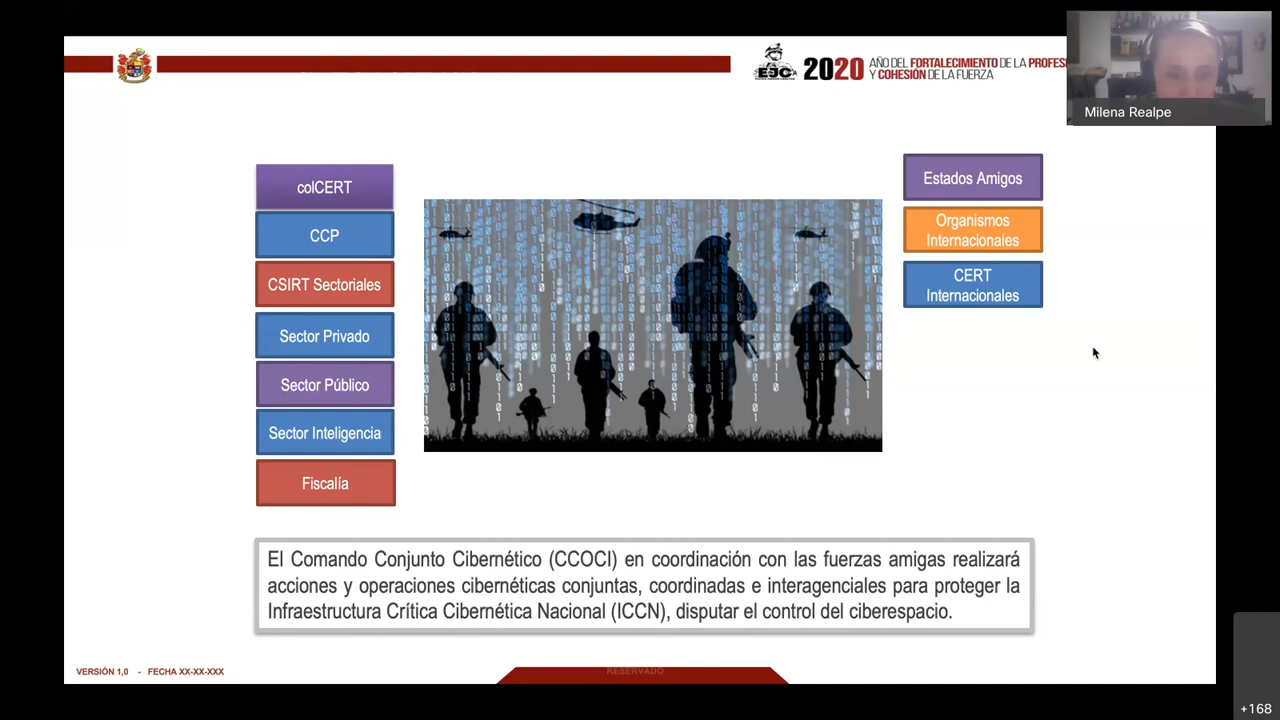 EJC
2020
AÑO DEL FORTALECIMIENTO DE LA PROFES
Y COHESIÓN DE LA FUERZA
Milena Realpe
colCERT
CCP
CSIRT Sectoriales
Sector Privado
Sector Público
Sector Inteligencia
Fiscalía
Estados Amigos
Organismos
Internacionales
CERT
Internacionales
El Comando Conjunto Cibernético (CCOCI) en coordinación con las fuerzas amigas realizará
acciones y operaciones cibernéticas conjuntas, coordinadas e interagenciales para proteger la
Infraestructura Crítica Cibernética Nacional (ICCN), disputar el control del ciberespacio.
VERSIÓN 1,0 - FECHA XX-XX-XXX
RESERVADO
+168